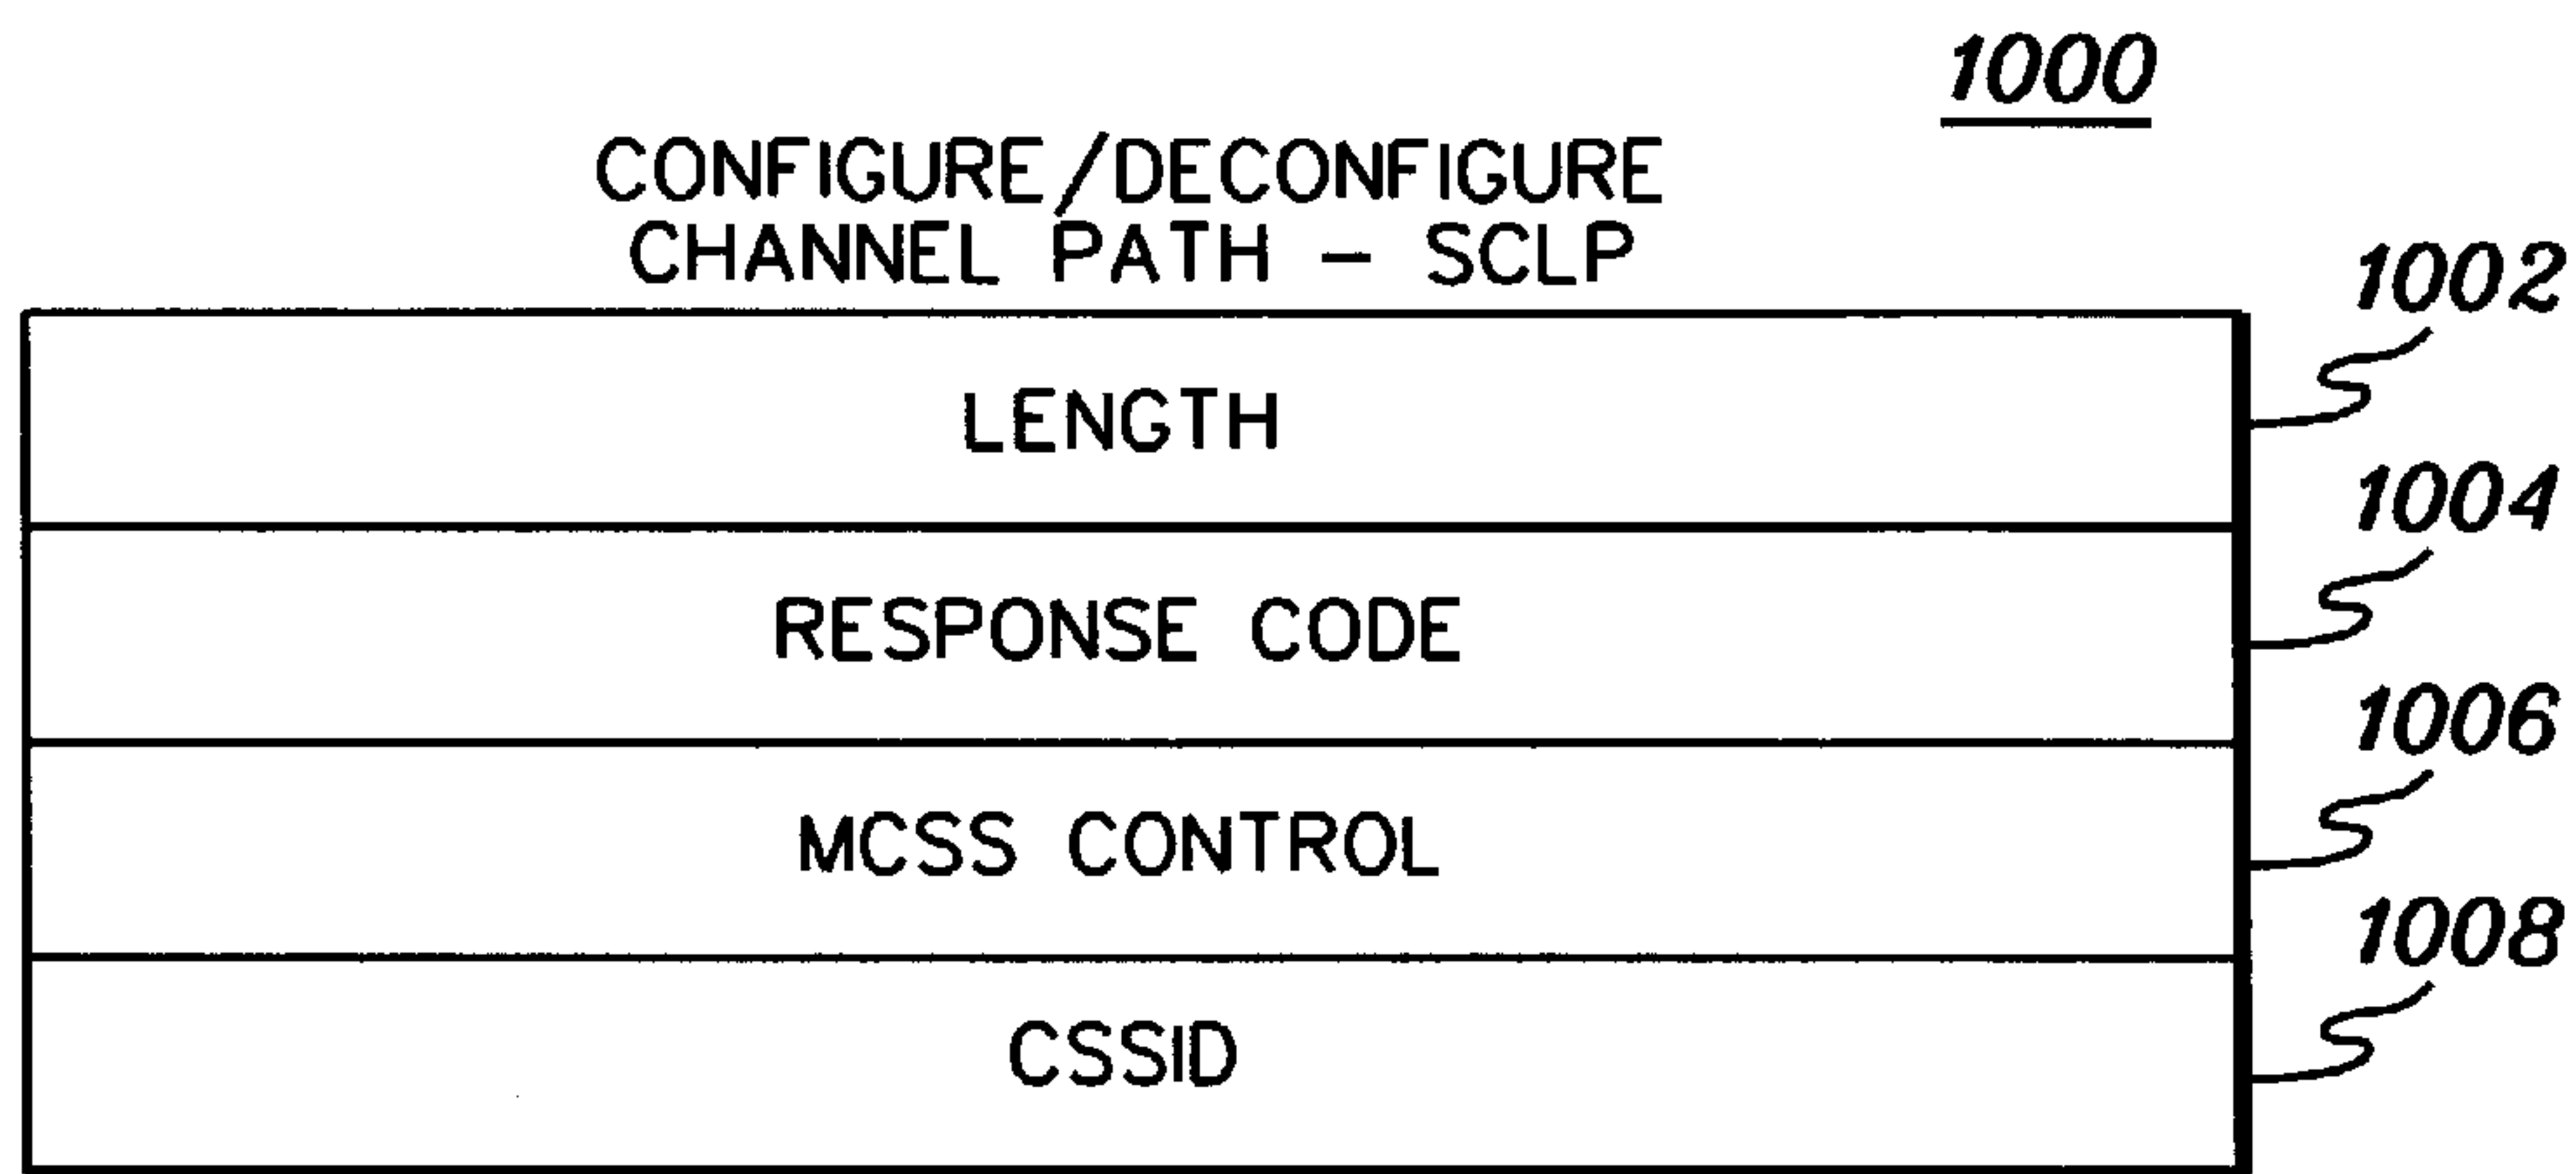 1000
CONFIGURE/DECONFIGURE
CHANNEL PATH – SCLP
1002
LENGTH
1004
RESPONSE CODE
1006
MCSS CONTROL
1008
CSSID